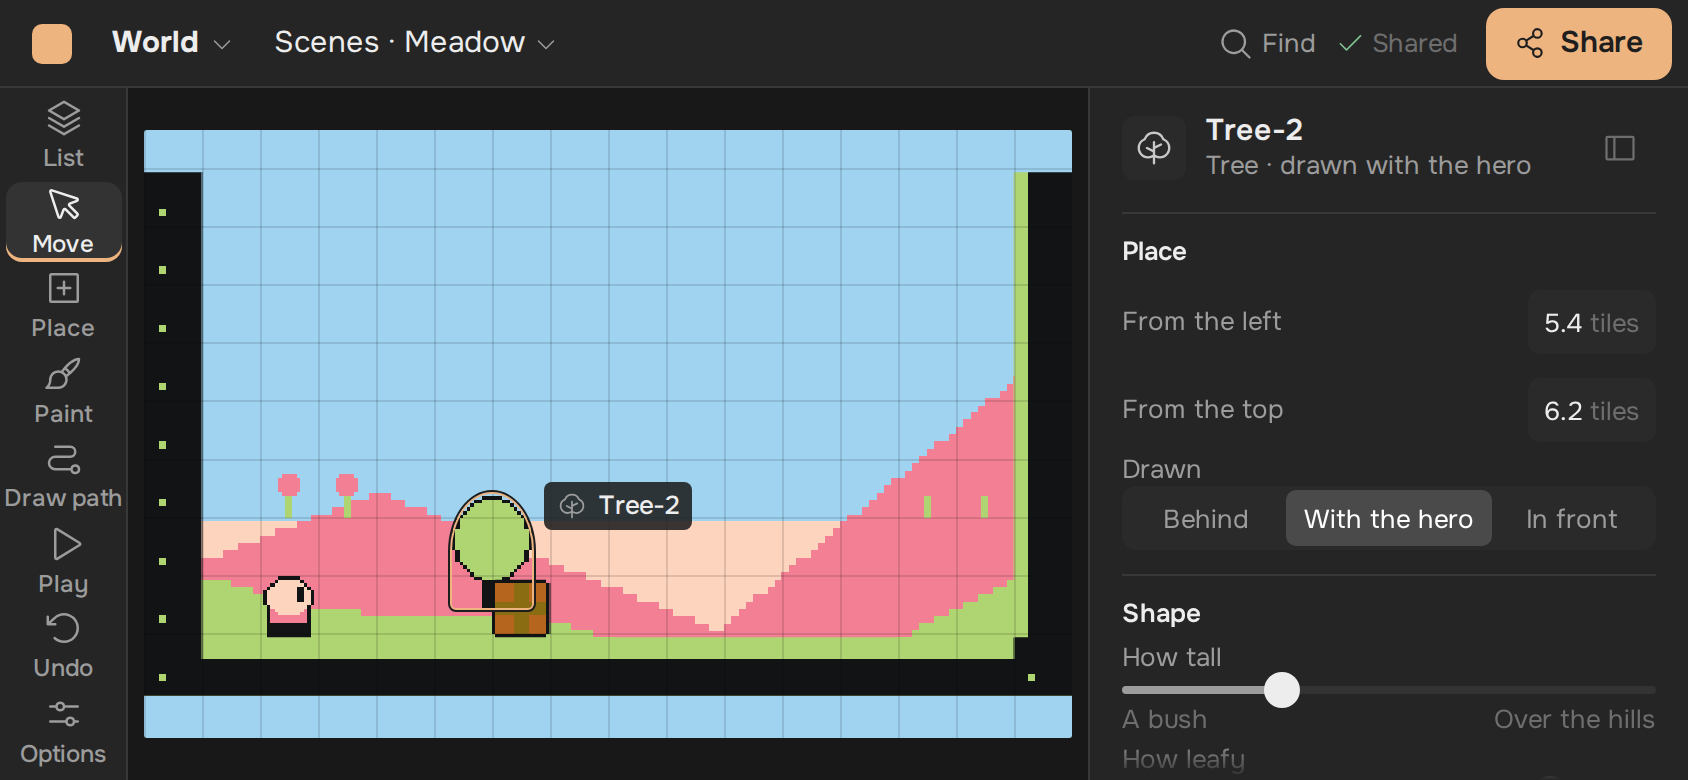 World
Scenes · Meadow
Find
Shared
Share
List
Move
Place
Paint
Draw path
Play
Undo
Options
Tree-2
Tree-2
Tree · drawn with the hero
Place
From the left
5.4 tiles
From the top
6.2 tiles
Drawn
Behind
With the hero
In front
Shape
How tall
A bush
Over the hills
How leafy